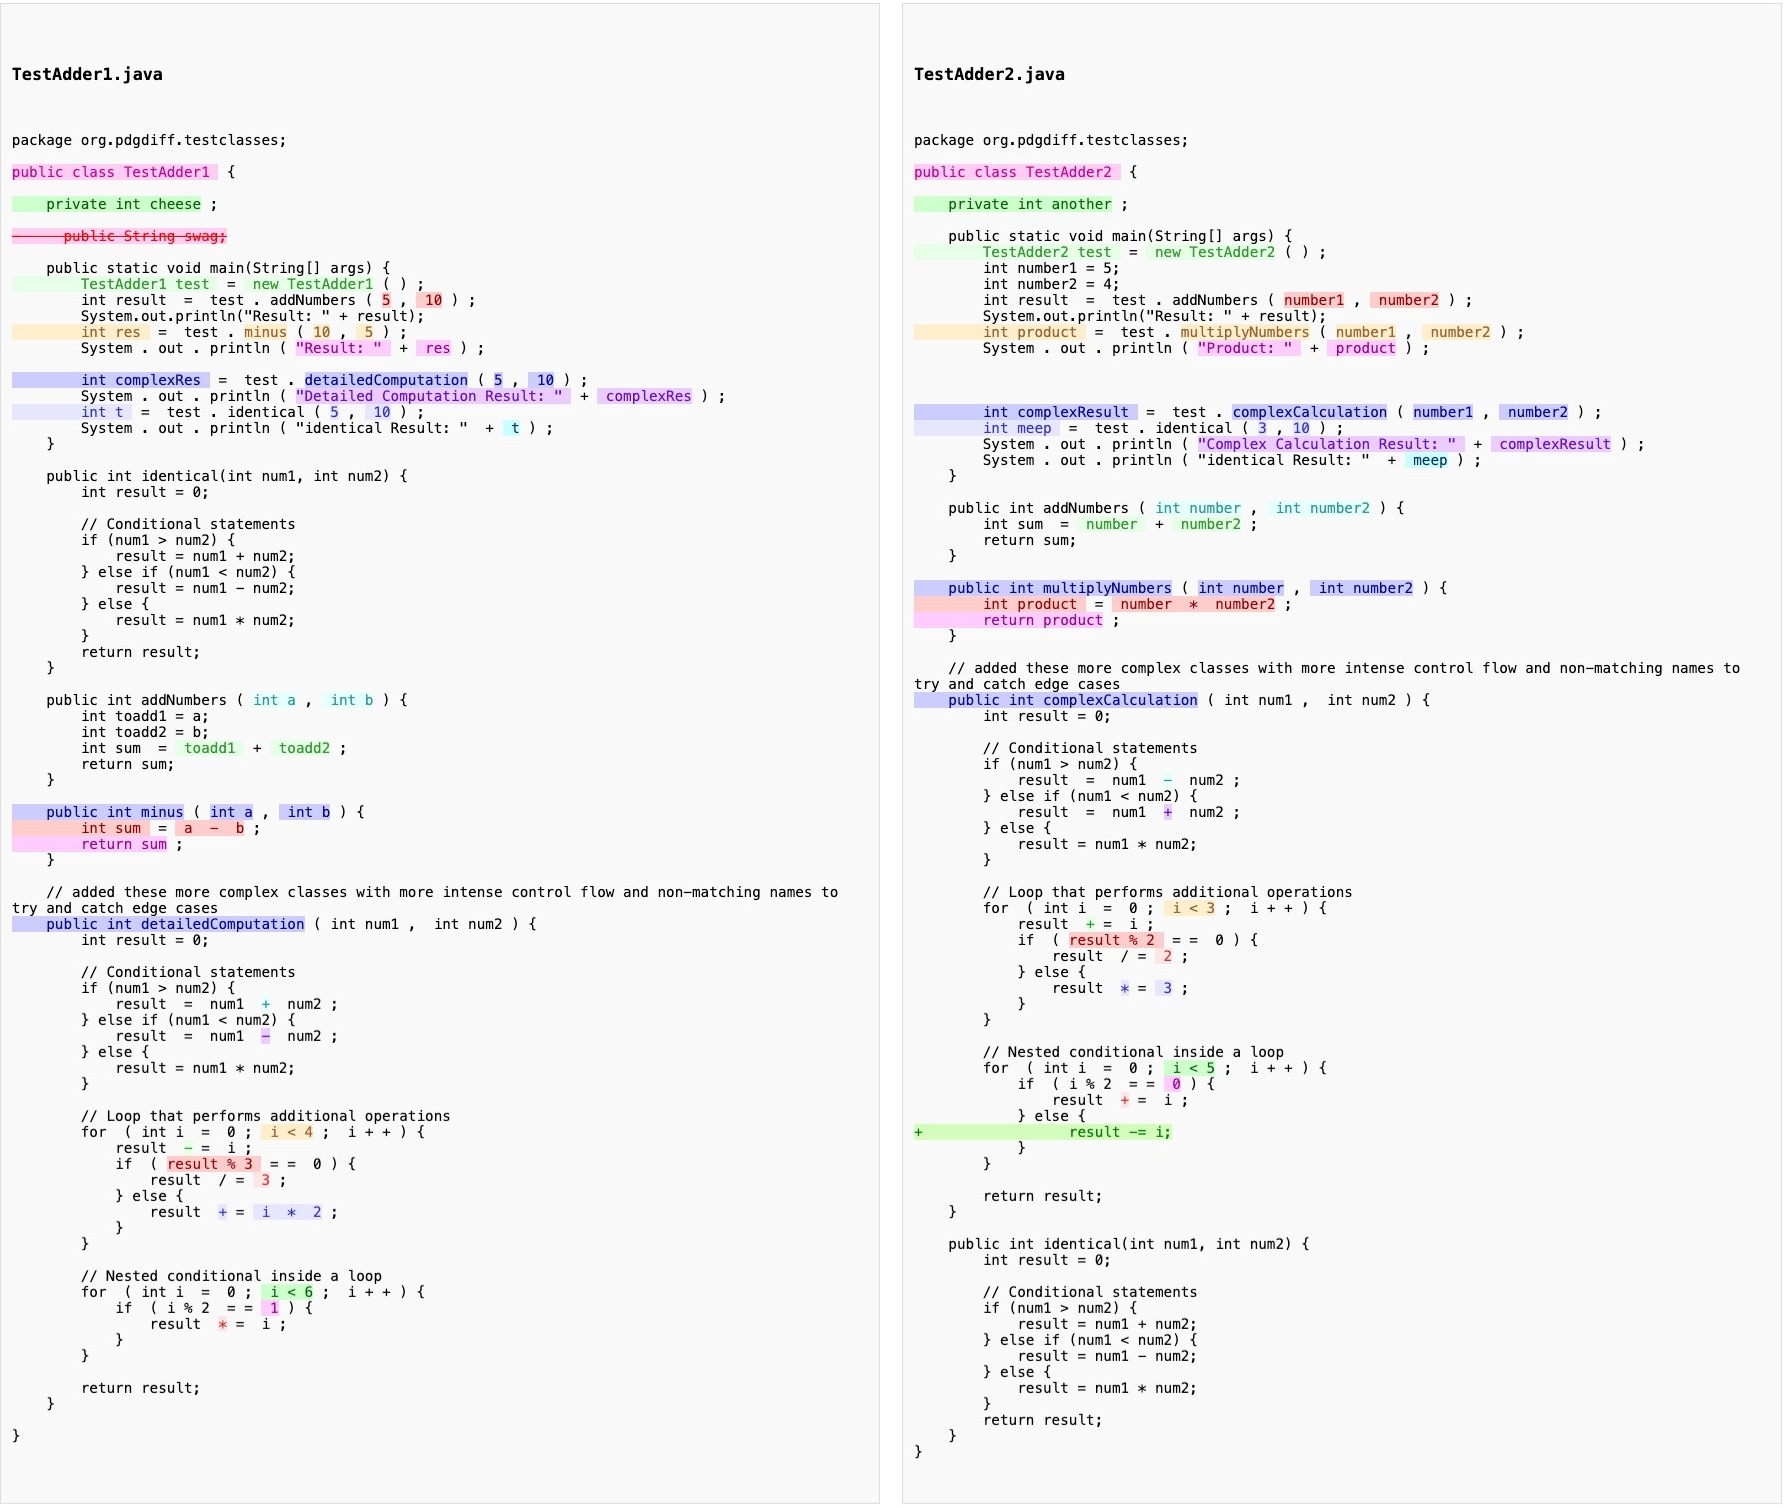 TestAdder1.java
package org.pdgdiff.testclasses;
public class TestAdder1 {
private int cheese ;
- public String swag;
public static void main(String[] args) {
TestAdder1 test = new TestAdder1 ( ) ;
int result = test . addNumbers ( 5 , 10 ) ;
System.out.println("Result: " + result);
int res = test . minus ( 10 , 5 ) ;
System . out . println ( "Result: " + res ) ;
int complexRes = test . detailedComputation ( 5 , 10 ) ;
System . out . println ( "Detailed Computation Result: " + complexRes ) ;
int t = test . identical ( 5 , 10 ) ;
System . out . println ( "identical Result: " + t ) ;
}
public int identical(int num1, int num2) {
int result = 0;
// Conditional statements
if (num1 > num2) {
result = num1 + num2;
} else if (num1 < num2) {
result = num1 - num2;
} else {
result = num1 * num2;
}
return result;
}
public int addNumbers ( int a , int b ) {
int toadd1 = a;
int toadd2 = b;
int sum = toadd1 + toadd2 ;
return sum;
}
public int minus ( int a , int b ) {
int sum = a - b ;
return sum ;
}
// added these more complex classes with more intense control flow and non-matching names to
try and catch edge cases
public int detailedComputation ( int num1 , int num2 ) {
int result = 0;
// Conditional statements
if (num1 > num2) {
result = num1 + num2 ;
} else if (num1 < num2) {
result = num1 - num2 ;
} else {
result = num1 * num2;
}
// Loop that performs additional operations
for ( int i = 0 ; i < 4 ; i + + ) {
result - = i ;
if ( result % 3 = = 0 ) {
result / = 3 ;
} else {
result + = i * 2 ;
}
}
// Nested conditional inside a loop
for ( int i = 0 ; i < 6 ; i + + ) {
if ( i % 2 = = 1 ) {
result * = i ;
}
}
return result;
}
}
TestAdder2.java
package org.pdgdiff.testclasses;
public class TestAdder2 {
private int another ;
public static void main(String[] args) {
TestAdder2 test = new TestAdder2 ( ) ;
int number1 = 5;
int number2 = 4;
int result = test . addNumbers ( number1 , number2 ) ;
System.out.println("Result: " + result);
int product = test . multiplyNumbers ( number1 , number2 ) ;
System . out . println ( "Product: " + product ) ;
int complexResult = test . complexCalculation ( number1 , number2 ) ;
int meep = test . identical ( 3 , 10 ) ;
System . out . println ( "Complex Calculation Result: " + complexResult ) ;
System . out . println ( "identical Result: " + meep ) ;
}
public int addNumbers ( int number , int number2 ) {
int sum = number + number2 ;
return sum;
}
public int multiplyNumbers ( int number , int number2 ) {
int product = number * number2 ;
return product ;
}
// added these more complex classes with more intense control flow and non-matching names to
try and catch edge cases
public int complexCalculation ( int num1 , int num2 ) {
int result = 0;
// Conditional statements
if (num1 > num2) {
result = num1 - num2 ;
} else if (num1 < num2) {
result = num1 + num2 ;
} else {
result = num1 * num2;
}
// Loop that performs additional operations
for ( int i = 0 ; i < 3 ; i + + ) {
result + = i ;
if ( result % 2 = = 0 ) {
result / = 2 ;
} else {
result * = 3 ;
}
}
// Nested conditional inside a loop
for ( int i = 0 ; i < 5 ; i + + ) {
if ( i % 2 = = 0 ) {
result + = i ;
} else {
+ result -= i;
}
}
return result;
}
public int identical(int num1, int num2) {
int result = 0;
// Conditional statements
if (num1 > num2) {
result = num1 + num2;
} else if (num1 < num2) {
result = num1 - num2;
} else {
result = num1 * num2;
}
return result;
}
}